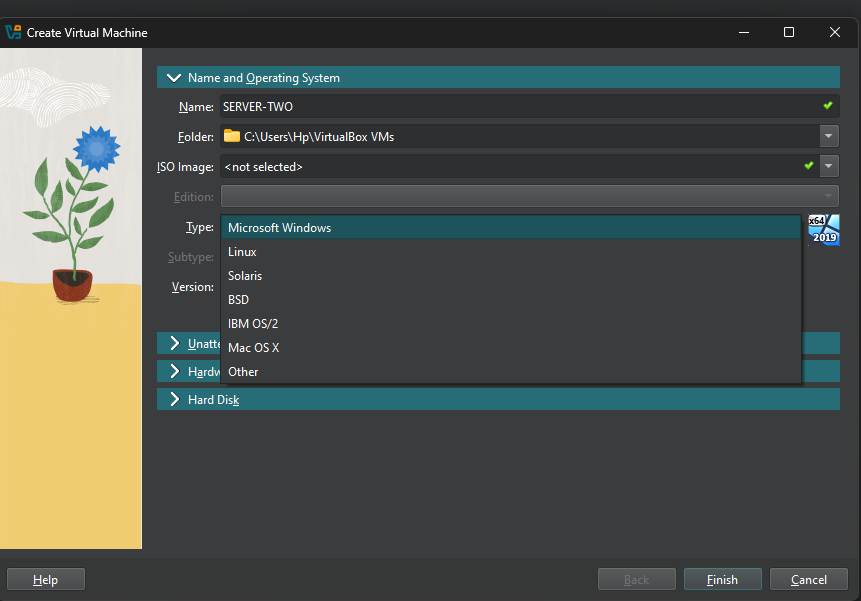 Create Virtual Machine
Name and Operating System
Name: SERVER-TWO
Folder: C:\Users\Hp\VirtualBox VMs
ISO Image: <not selected>
Edition:
Type: Microsoft Windows
x64
2019
Linux
Subtype:
Solaris
Version:
BSD
IBM OS/2
Unatte
Mac OS X
Hardw
Other
Hard Disk
Help
Back
Finish
Cancel